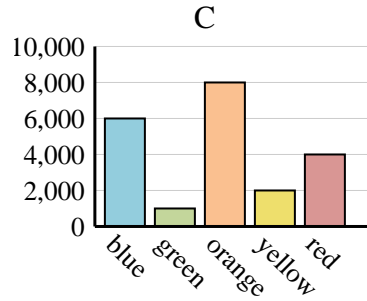 C
10,000
8,000
6,000
4,000
2,000
0
blue
green
orange
yellow
red